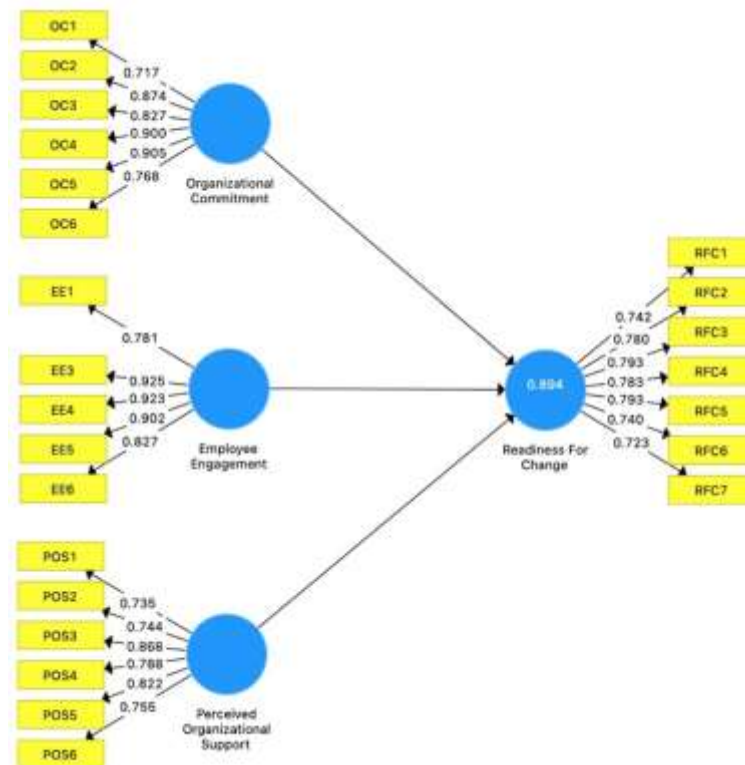 OC1
OC2
OC3
OC4
OC5
OC6
0.717
0.874
0.827
0.900
0.905
0.768
Organizational
Commitment
EE1
EE3
EE4
EE5
EE6
0.781
0.925
0.923
0.902
0.827
Employee
Engagement
POS1
POS2
POS3
POS4
POS5
POS6
0.735
0.744
0.868
0.788
0.822
0.755
Perceived
Organizational
Support
0.894
Readiness For
Change
0.742
0.780
0.793
0.783
0.793
0.740
0.723
RFC1
RFC2
RFC3
RFC4
RFC5
RFC6
RFC7